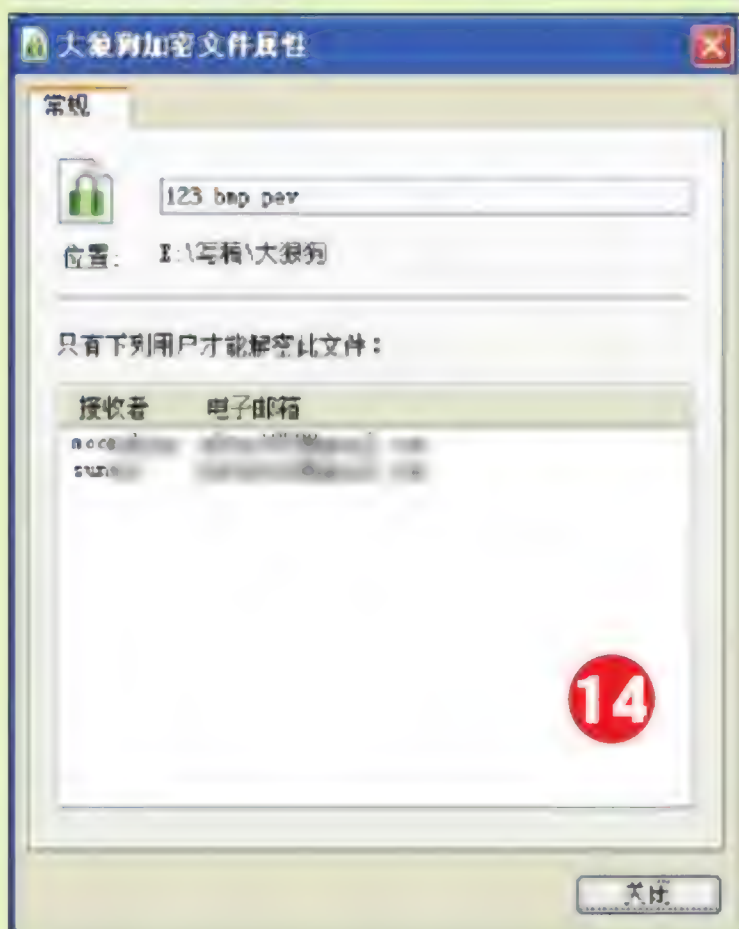 大狼狗加密文件属性
常规
123 bmp pev
位置: E:\写稿\大狼狗
只有下列用户才能解密此文件：
接收者 电子邮箱
14
关闭